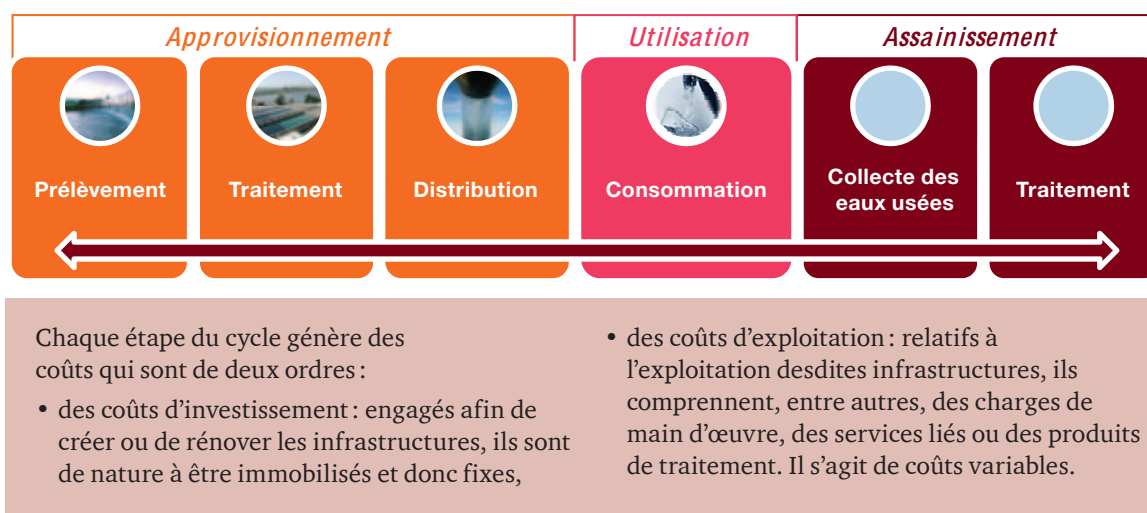 Approvisionnement
Utilisation
Assainissement
Prélèvement
Traitement
Distribution
Consommation
Collecte des
eaux usées
Traitement
Chaque étape du cycle génère des
coûts qui sont de deux ordres :
• des coûts d’investissement : engagés afin de
créer ou de rénover les infrastructures, ils sont
de nature à être immobilisés et donc fixes,
• des coûts d’exploitation : relatifs à
l’exploitation desdites infrastructures, ils
comprennent, entre autres, des charges de
main d’œuvre, des services liés ou des produits
de traitement. Il s’agit de coûts variables.